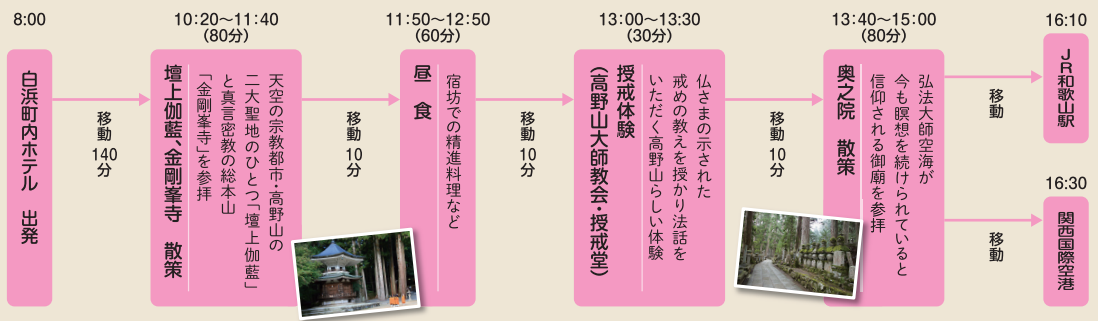 8:00
白浜町内ホテル 出発
移動 140分
10:20〜11:40
(80分)
壇上伽藍、金剛峯寺 散策
天空の宗教都市・高野山の
二大聖地のひとつ「壇上伽藍」
と真言密教の総本山
「金剛峯寺」を参拝
移動 10分
11:50〜12:50
(60分)
昼 食
宿坊での精進料理など
移動 10分
13:00〜13:30
(30分)
授戒体験
(高野山大師教会・授戒堂)
仏さまの示された
戒めの教えを授かり法話を
いただく高野山らしい体験
移動 10分
13:40〜15:00
(80分)
奥之院 散策
弘法大師空海が
今も瞑想を続けられていると
信仰される御廟を参拝
移動
16:10
JR和歌山駅
移動
16:30
関西国際空港